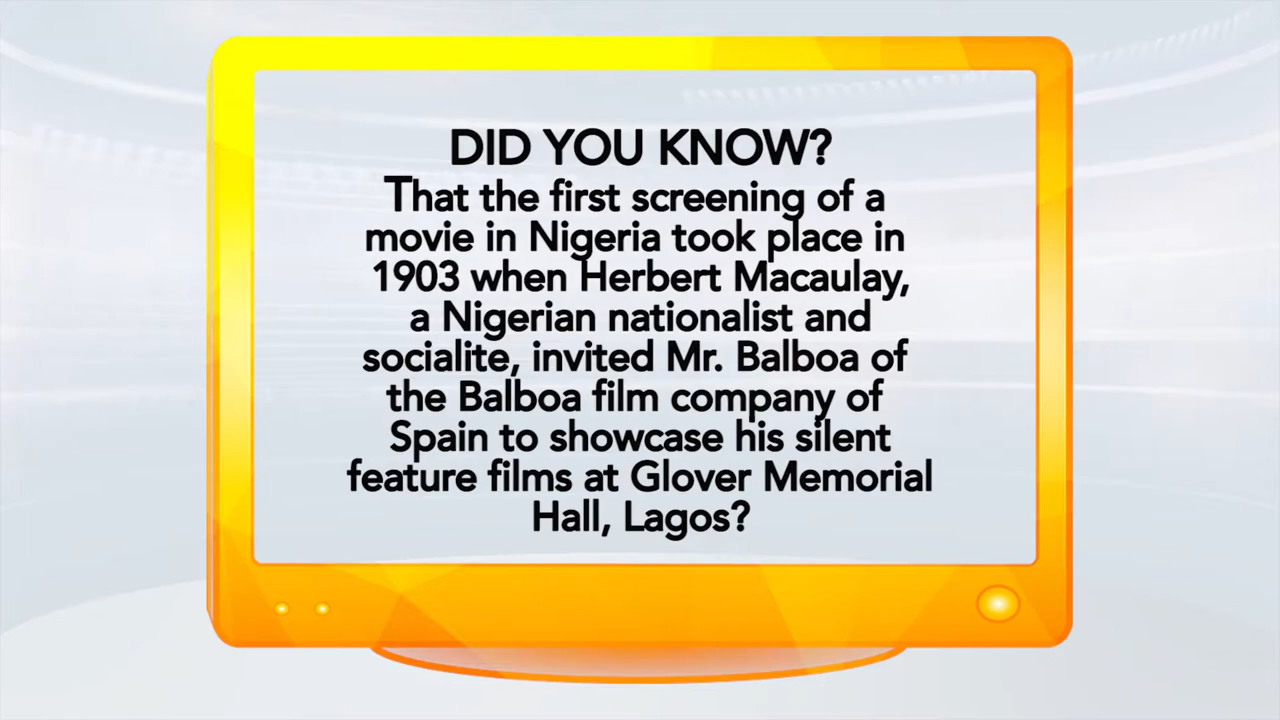 DID YOU KNOW?
That the first screening of a
movie in Nigeria took place in
1903 when Herbert Macaulay,
a Nigerian nationalist and
socialite, invited Mr. Balboa of
the Balboa film company of
Spain to showcase his silent
feature films at Glover Memorial
Hall, Lagos?